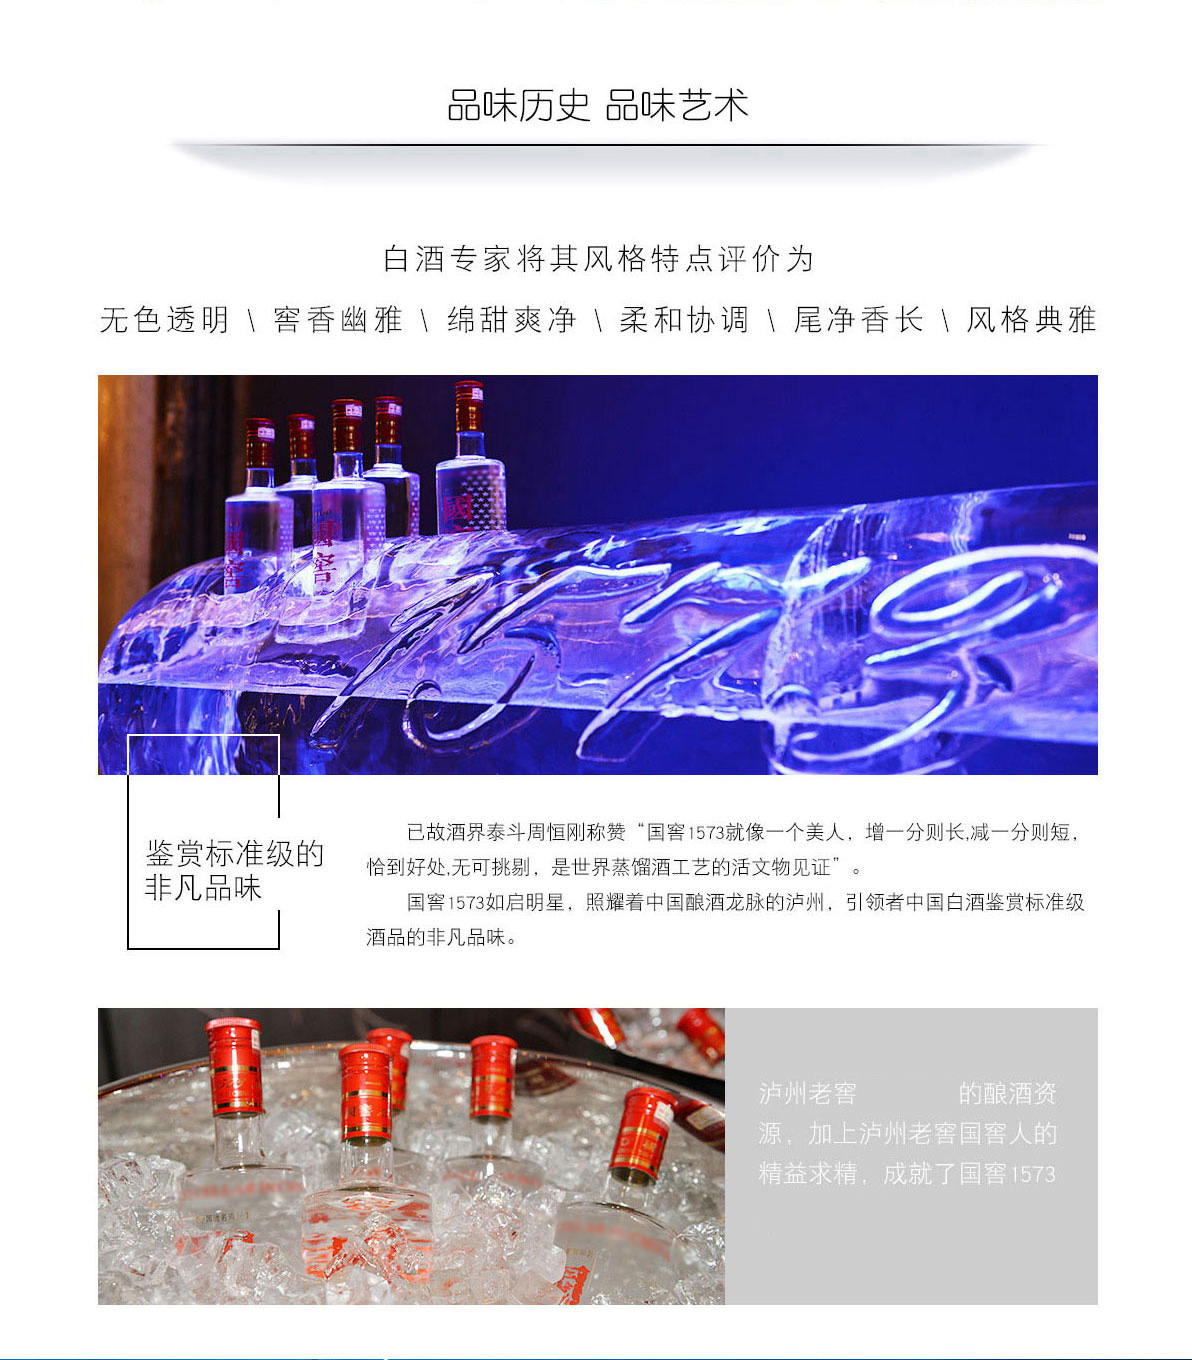 品味历史 品味艺术
白酒专家将其风格特点评价为
无色透明 \ 窖香幽雅 \ 绵甜爽净 \ 柔和协调 \ 尾净香长 \ 风格典雅
國窖
國窖
國
1573
鉴赏标准级的
非凡品味
已故酒界泰斗周恒刚称赞“国窖1573就像一个美人，增一分则长,减一分则短，
恰到好处,无可挑剔，是世界蒸馏酒工艺的活文物见证”。
国窖1573如启明星，照耀着中国酿酒龙脉的泸州，引领者中国白酒鉴赏标准级
酒品的非凡品味。
泸州老窖 的酿酒资
源，加上泸州老窖国窖人的
精益求精，成就了国窖1573